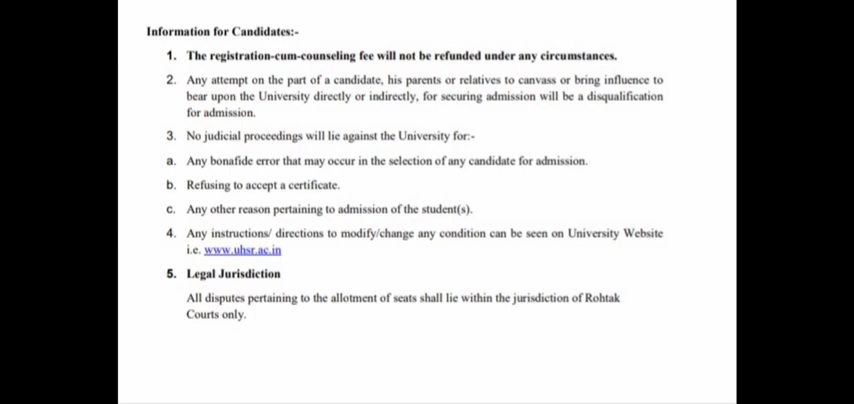 Information for Candidates:-
1. The registration-cum-counseling fee will not be refunded under any circumstances.
2. Any attempt on the part of a candidate, his parents or relatives to canvass or bring influence to
bear upon the University directly or indirectly, for securing admission will be a disqualification
for admission.
3. No judicial proceedings will lie against the University for:-
a. Any bonafide error that may occur in the selection of any candidate for admission.
b. Refusing to accept a certificate.
c. Any other reason pertaining to admission of the student(s).
4. Any instructions/ directions to modify/change any condition can be seen on University Website
i.e. www.uhsr.ac.in
5. Legal Jurisdiction
All disputes pertaining to the allotment of seats shall lie within the jurisdiction of Rohtak
Courts only.